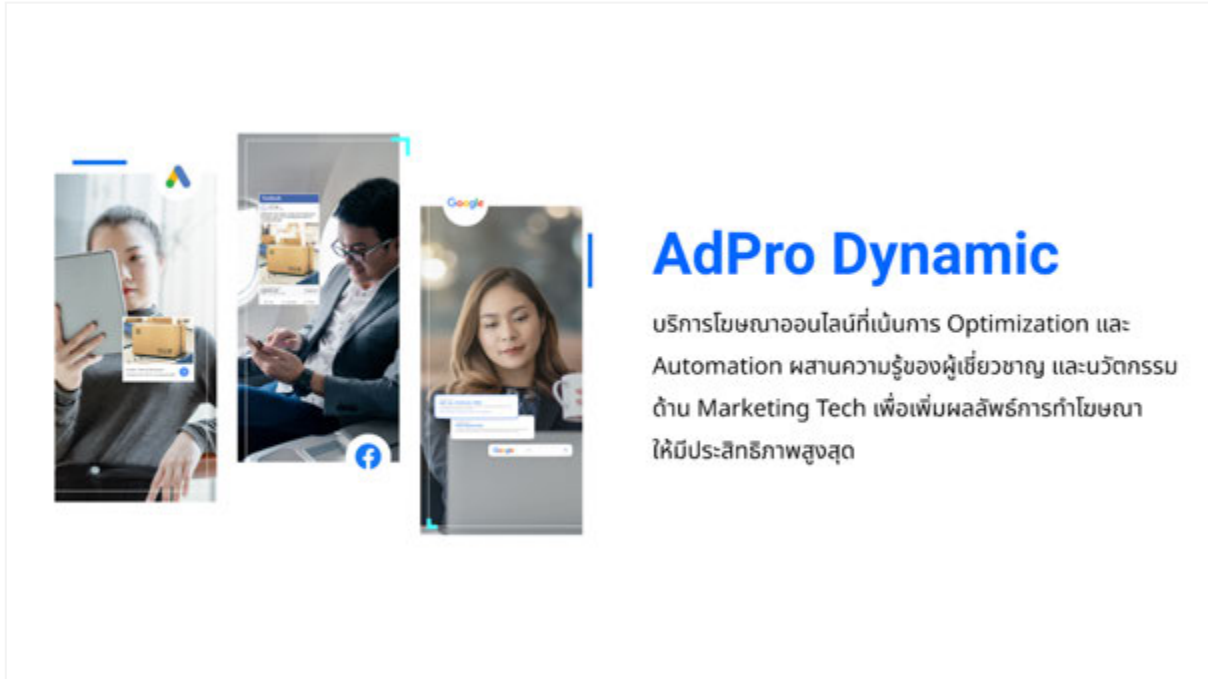 Google
facebook
Google
AdPro Dynamic
บริการโฆษณาออนไลน์ที่เน้นการ Optimization และ
Automation ผสานความรู้ของผู้เชี่ยวชาญ และนวัตกรรม
ด้าน Marketing Tech เพื่อเพิ่มผลลัพธ์การทำโฆษณา
ให้มีประสิทธิภาพสูงสุด